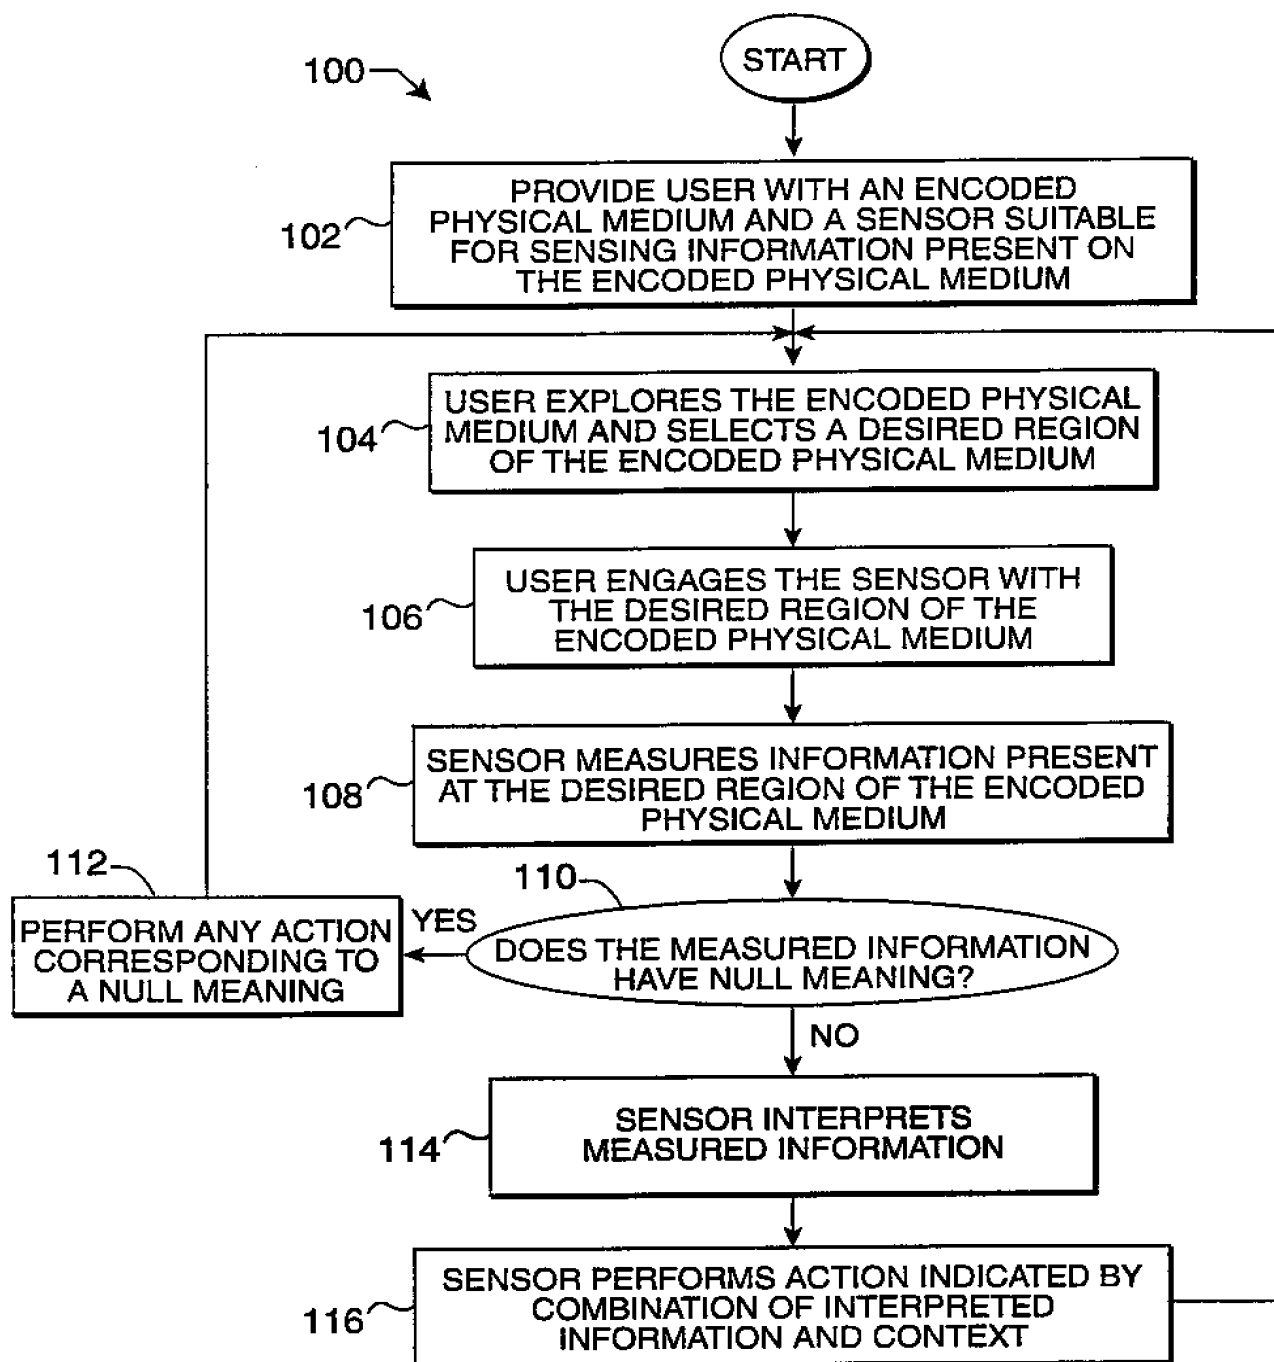 START
100
PROVIDE USER WITH AN ENCODED
PHYSICAL MEDIUM AND A SENSOR SUITABLE
FOR SENSING INFORMATION PRESENT ON
THE ENCODED PHYSICAL MEDIUM
102
USER EXPLORES THE ENCODED PHYSICAL
MEDIUM AND SELECTS A DESIRED REGION
OF THE ENCODED PHYSICAL MEDIUM
104
USER ENGAGES THE SENSOR WITH
THE DESIRED REGION OF THE
ENCODED PHYSICAL MEDIUM
106
SENSOR MEASURES INFORMATION PRESENT
AT THE DESIRED REGION OF THE ENCODED
PHYSICAL MEDIUM
108
110
DOES THE MEASURED INFORMATION
HAVE NULL MEANING?
YES
112
PERFORM ANY ACTION
CORRESPONDING TO
A NULL MEANING
NO
SENSOR INTERPRETS
MEASURED INFORMATION
114
SENSOR PERFORMS ACTION INDICATED BY
COMBINATION OF INTERPRETED
INFORMATION AND CONTEXT
116